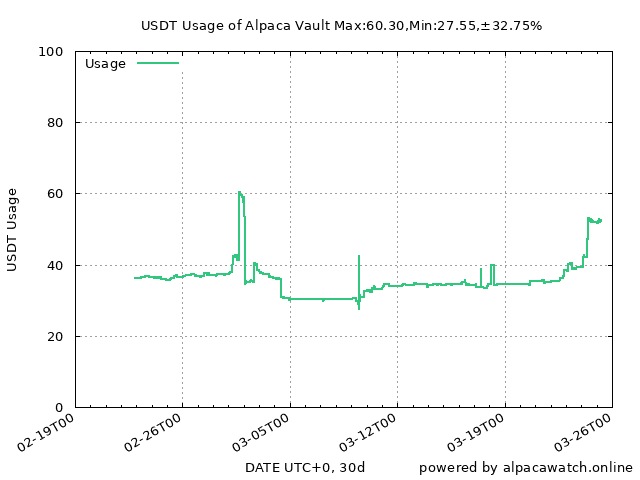 USDT Usage of Alpaca Vault Max:60.30,Min:27.55,±32.75%
Usage
100
80
60
40
20
0
USDT Usage
02-19T00
02-26T00
03-05T00
03-12T00
03-19T00
03-26T00
DATE UTC+0, 30d
powered by alpacawatch.online